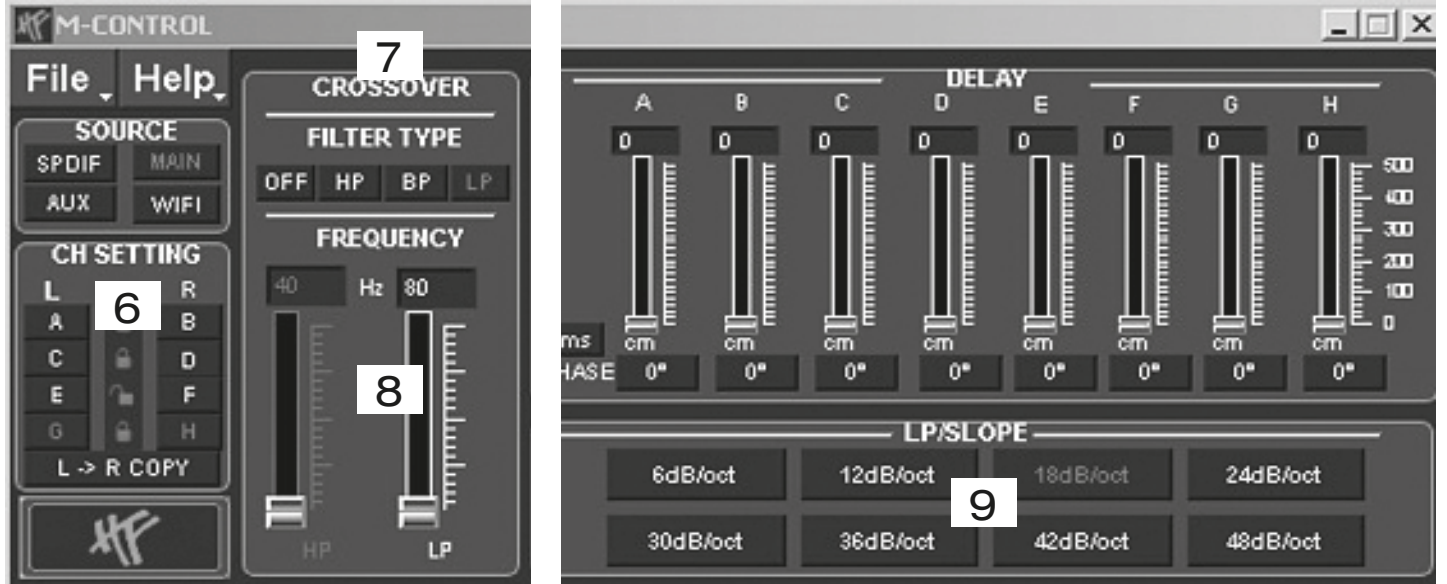 M-CONTROL
File Help
SOURCE
SPDIF MAIN
AUX WIFI
CH SETTING
L R
6
A B
C D
E F
G H
L -> R COPY
HF
7
CROSSOVER
FILTER TYPE
OFF HP BP LP
FREQUENCY
40 Hz 80
8
HP LP
DELAY
A B C D E F G H
0 0 0 0 0 0 0 0
500
400
300
200
100
0
ms cm cm cm cm cm cm cm cm
HASE 0° 0° 0° 0° 0° 0° 0° 0°
LP/SLOPE
6dB/oct 12dB/oct 18dB/oct 24dB/oct
9
30dB/oct 36dB/oct 42dB/oct 48dB/oct